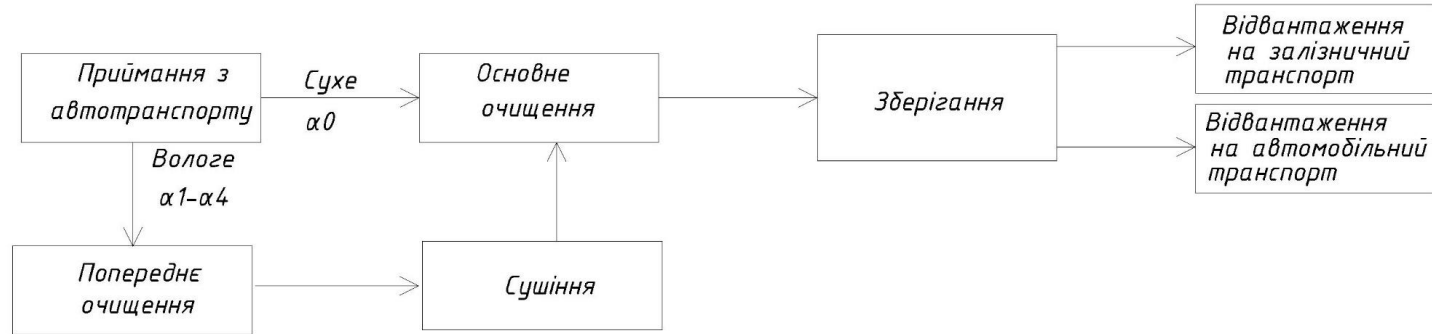 Приймання з
автотранспорту
Сухе
α0
Основне
очищення
Зберігання
Відвантаження
на залізничний
транспорт
Відвантаження
на автомобільний
транспорт
Вологе
α1-α4
Попереднє
очищення
Сушіння